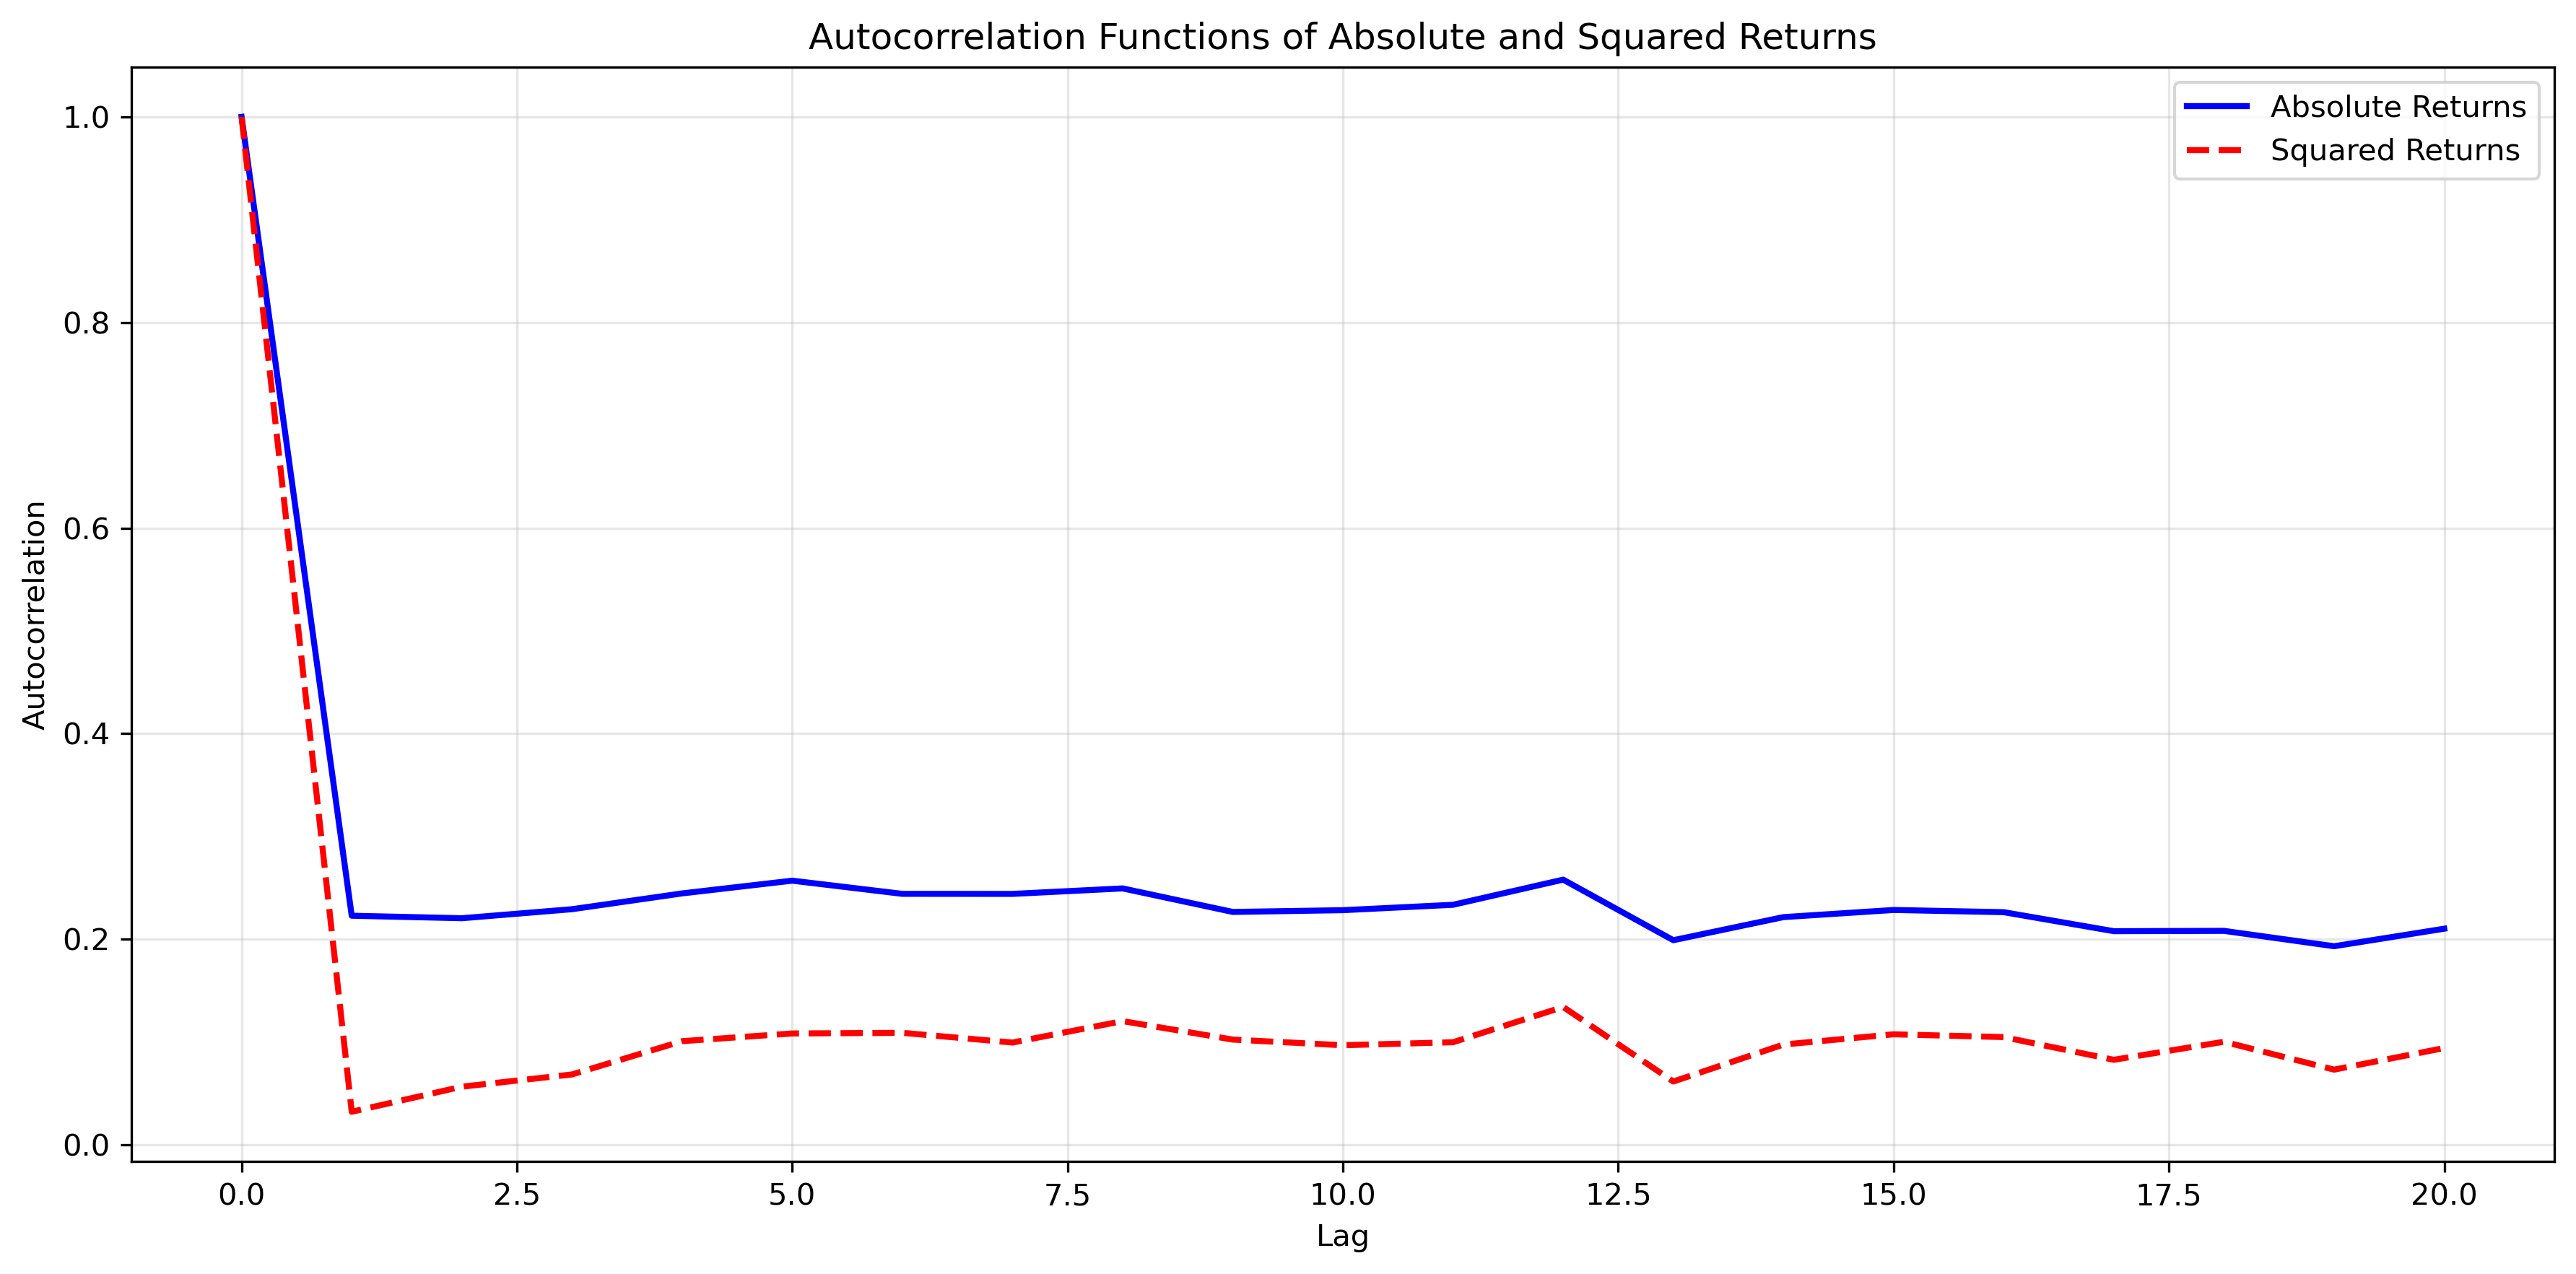 Autocorrelation Functions of Absolute and Squared Returns
Absolute Returns
Squared Returns
Autocorrelation
1.0
0.8
0.6
0.4
0.2
0.0
0.0 2.5 5.0 7.5 10.0 12.5 15.0 17.5 20.0
Lag